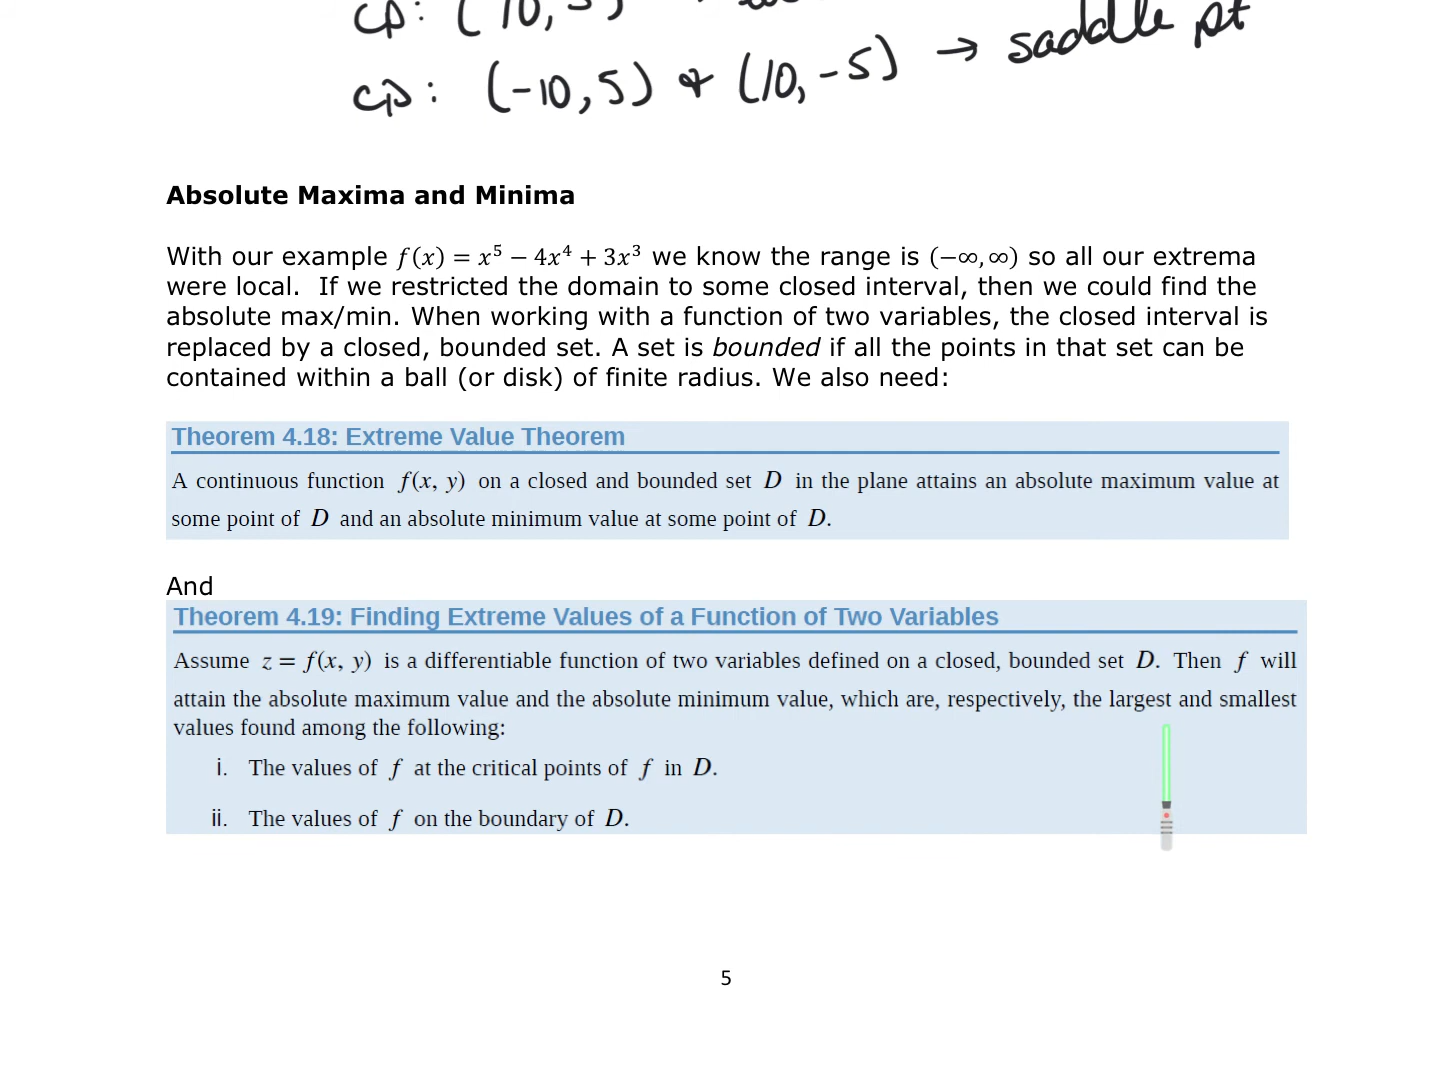 cp: (10,5)
cp: (-10,5) & (10,-5) → saddle pt
Absolute Maxima and Minima
With our example f(x) = x⁵ − 4x⁴ + 3x³ we know the range is (−∞,∞) so all our extrema
were local. If we restricted the domain to some closed interval, then we could find the
absolute max/min. When working with a function of two variables, the closed interval is
replaced by a closed, bounded set. A set is bounded if all the points in that set can be
contained within a ball (or disk) of finite radius. We also need:
Theorem 4.18: Extreme Value Theorem
A continuous function f(x, y) on a closed and bounded set D in the plane attains an absolute maximum value at
some point of D and an absolute minimum value at some point of D.
And
Theorem 4.19: Finding Extreme Values of a Function of Two Variables
Assume z = f(x, y) is a differentiable function of two variables defined on a closed, bounded set D. Then f will
attain the absolute maximum value and the absolute minimum value, which are, respectively, the largest and smallest
values found among the following:
i. The values of f at the critical points of f in D.
ii. The values of f on the boundary of D.
5